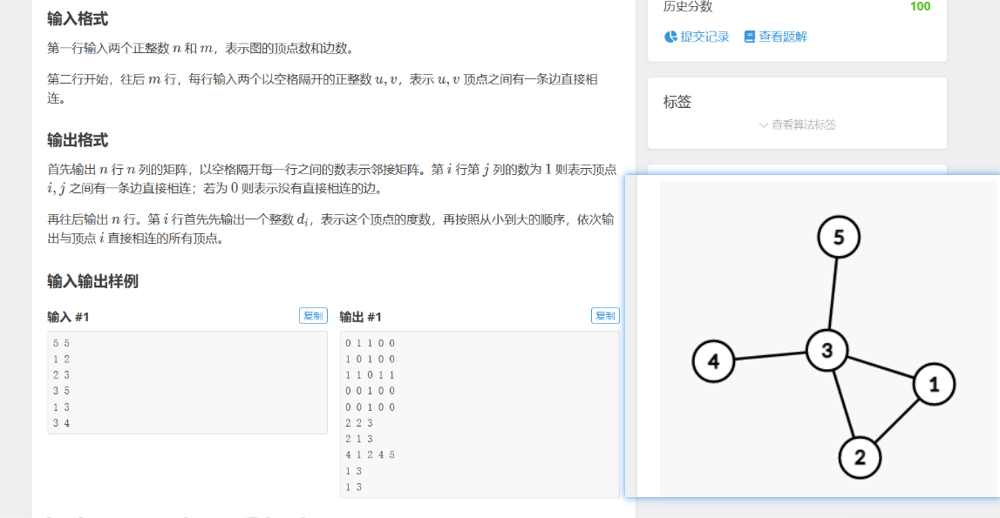 输入格式
第一行输入两个正整数 n 和 m，表示图的顶点数和边数。
第二行开始，往后 m 行，每行输入两个以空格隔开的正整数 u, v，表示 u, v 顶点之间有一条边直接相
连。
输出格式
首先输出 n 行 n 列的矩阵，以空格隔开每一行之间的数表示邻接矩阵。第 i 行第 j 列的数为 1 则表示顶点
i, j 之间有一条边直接相连；若为 0 则表示没有直接相连的边。
再往后输出 n 行。第 i 行首先先输出一个整数 dᵢ，表示这个顶点的度数，再按照从小到大的顺序，依次输
出与顶点 i 直接相连的所有顶点。
输入输出样例
输入 #1
复制
5 5
1 2
2 3
3 5
1 3
3 4
输出 #1
复制
0 1 1 0 0
1 0 1 0 0
1 1 0 1 1
0 0 1 0 0
0 0 1 0 0
2 2 3
2 1 3
4 1 2 4 5
1 3
1 3
历史分数 100
提交记录 查看题解
标签
查看算法标签
5
3
4
1
2